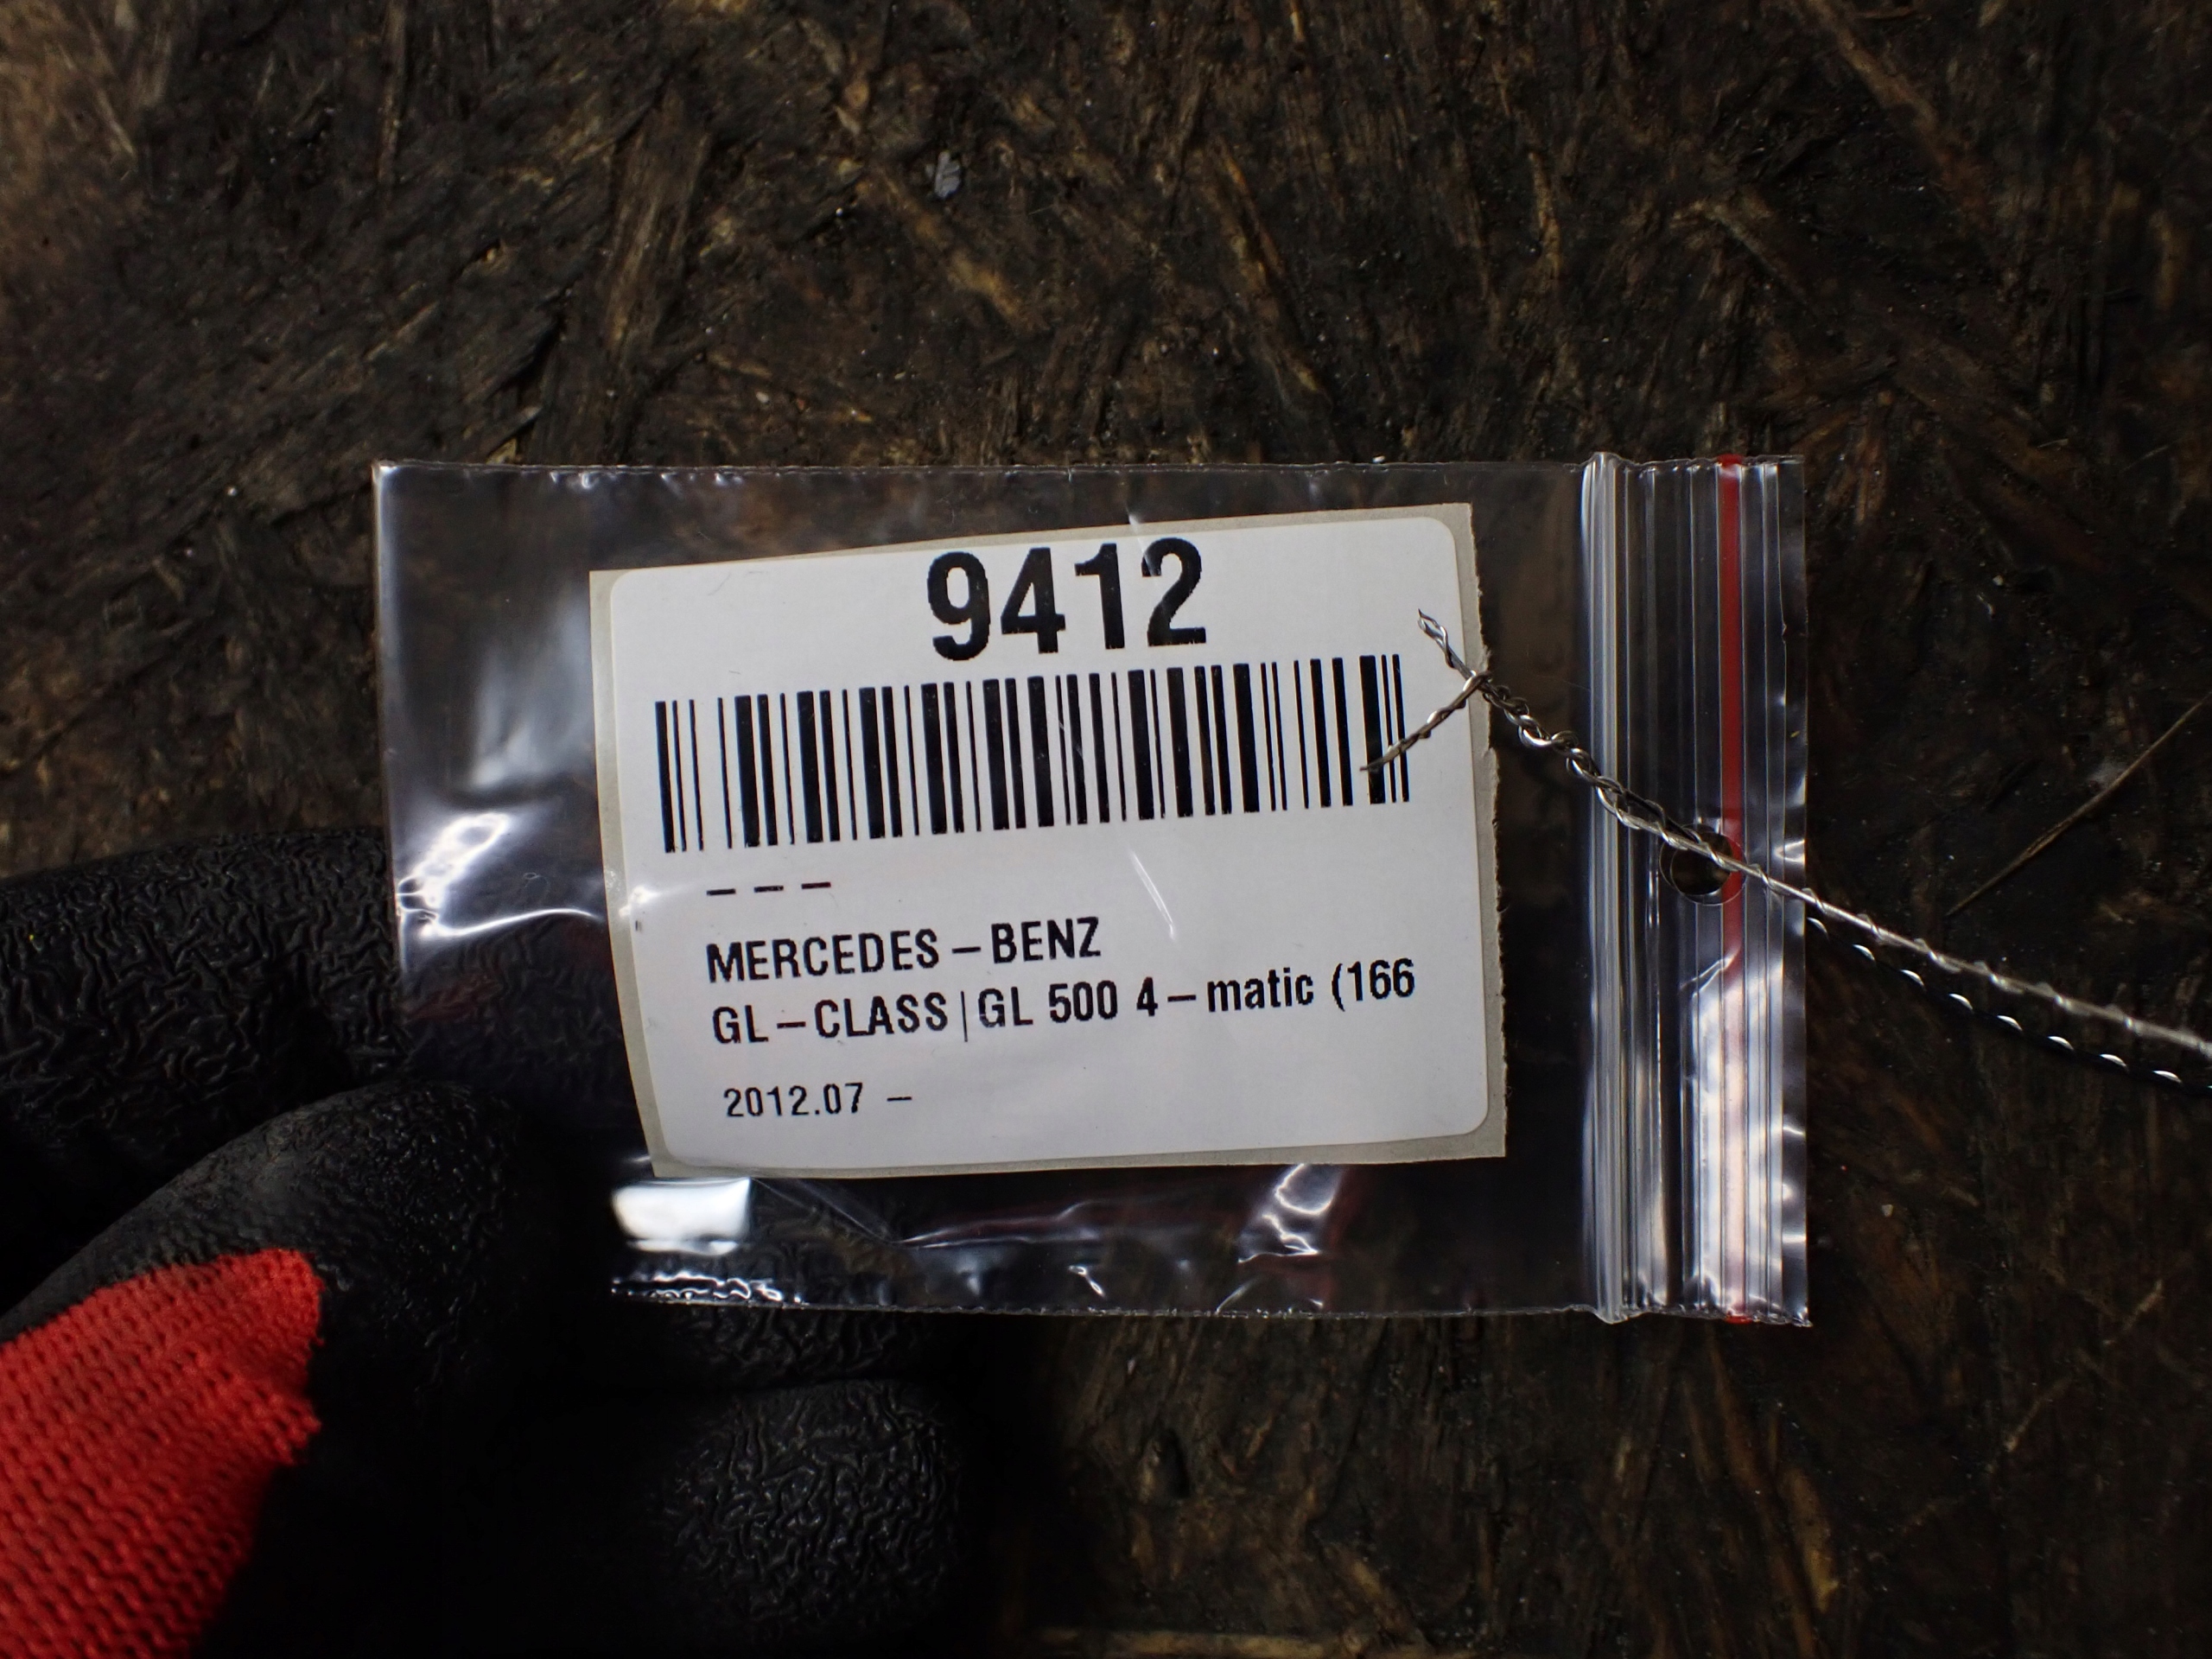 9412
– – –
MERCEDES – BENZ
GL – CLASS | GL 500 4 – matic (166
2012.07 –